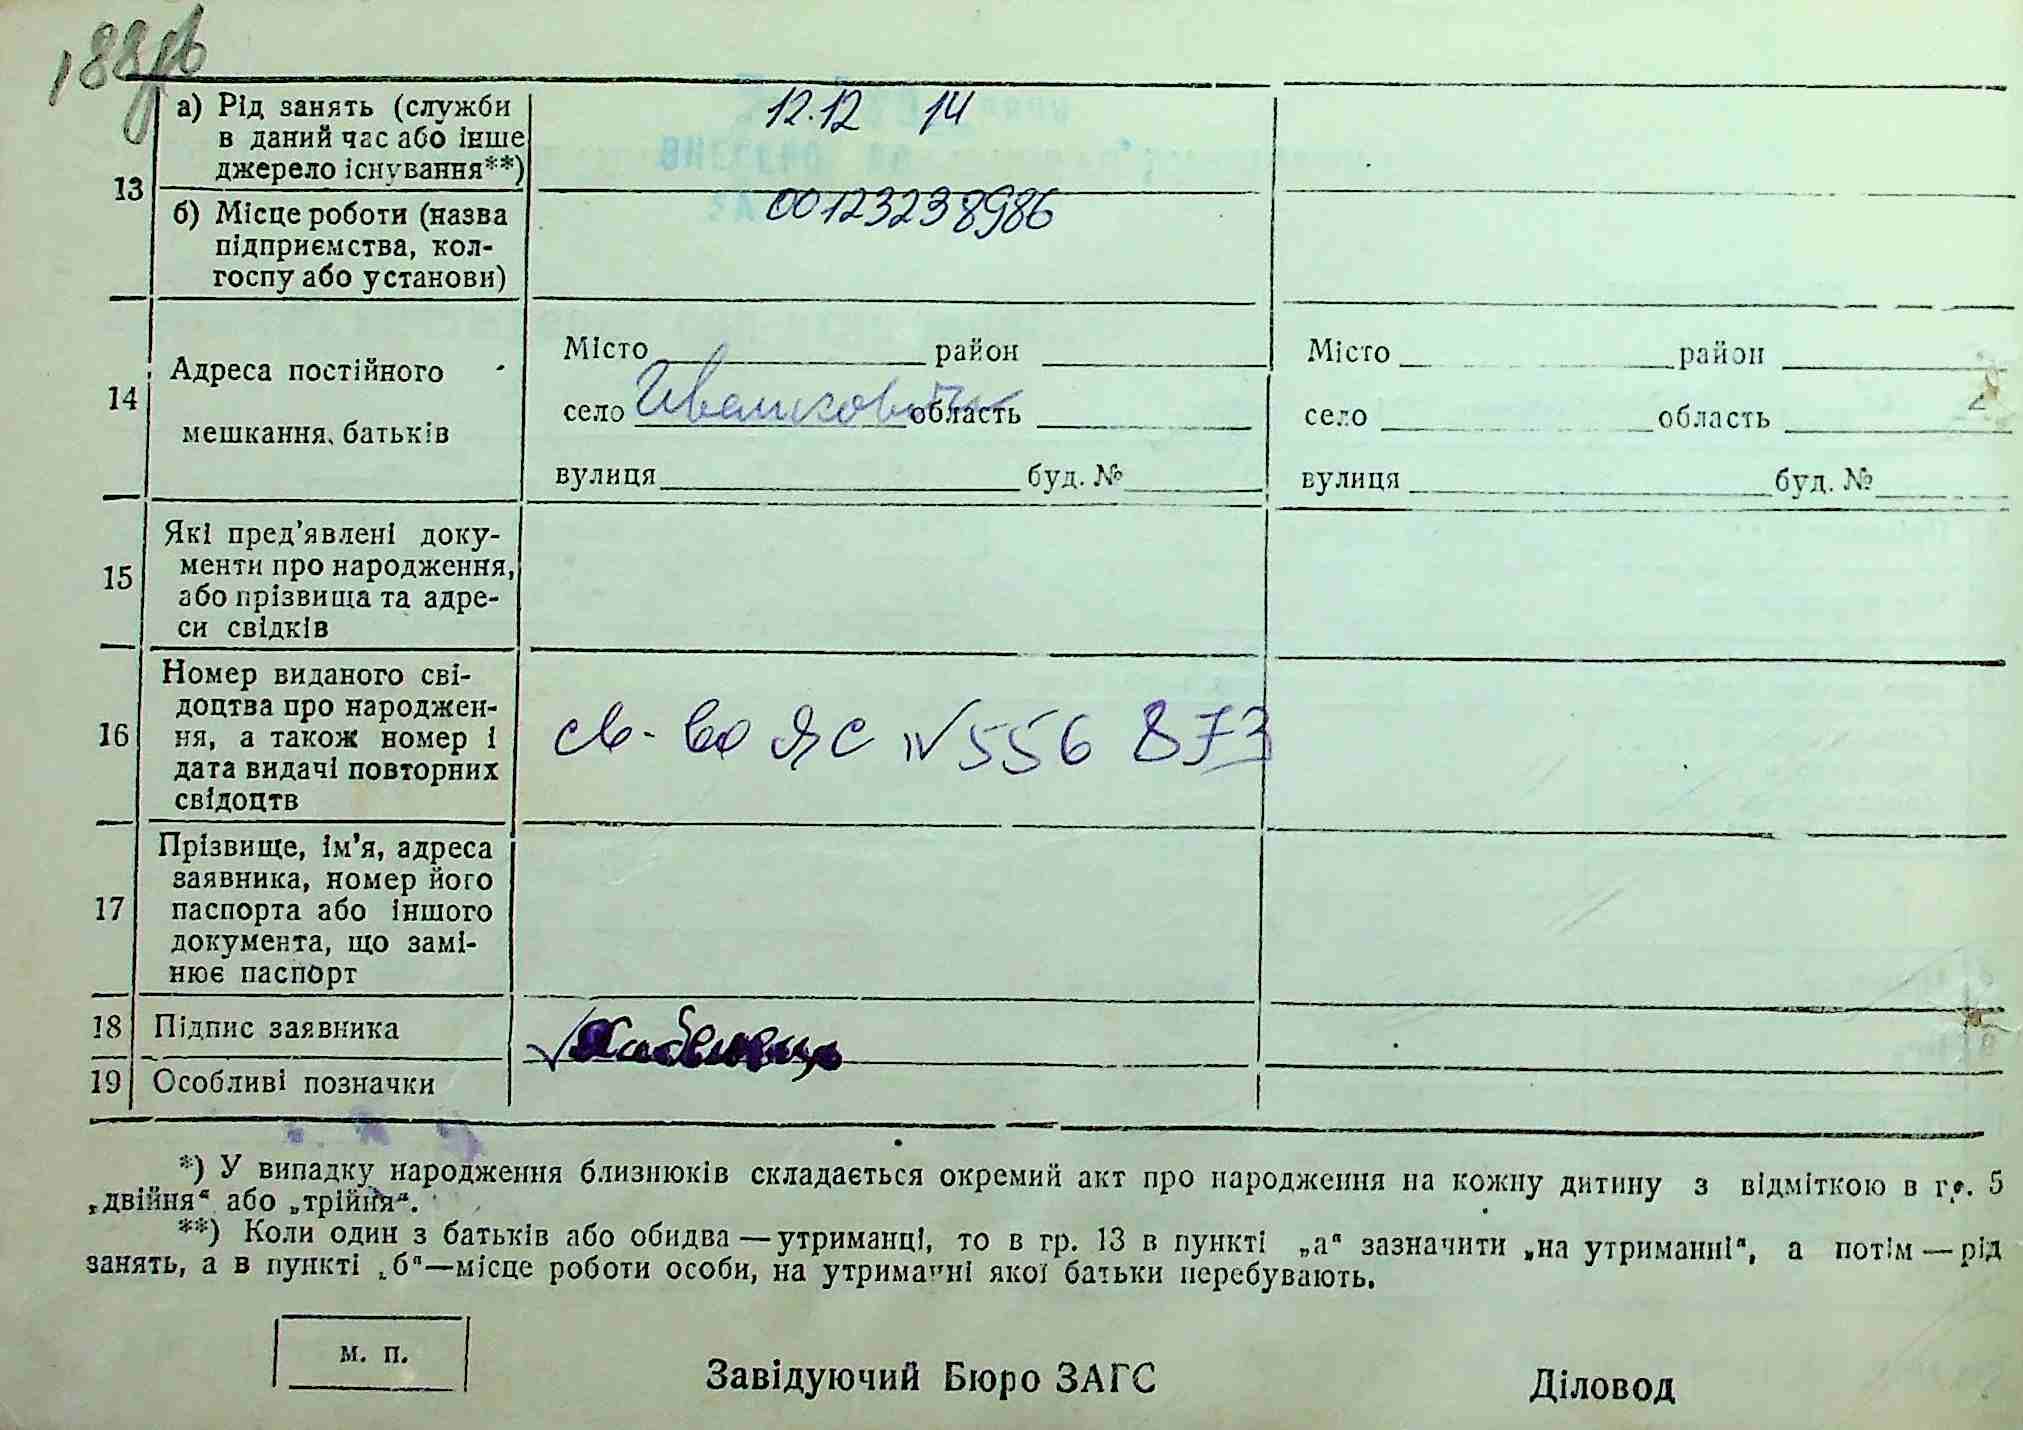 188зв
а) Рід занять (служби
в даний час або інше
джерело існування**)
12.12 14
13
б) Місце роботи (назва
підприємства, кол-
госпу або установи)
00123238986
14
Адреса постійного
мешкання батьків
Місто район
село Ивашковичи область
вулиця буд. №
Місто район
село область
вулиця буд. №
15
Які пред’явлені доку-
менти про народження,
або прізвища та адре-
си свідків
16
Номер виданого сві-
доцтва про народжен-
ня, а також номер і
дата видачі повторних
свідоцтв
св-во ЯС № 556 873
17
Прізвище, ім’я, адреса
заявника, номер його
паспорта або іншого
документа, що замі-
нює паспорт
18 Підпис заявника
19 Особливі позначки
*) У випадку народження близнюків складається окремий акт про народження на кожну дитину з відміткою в гр. 5
„двійня“ або „трійня“.
**) Коли один з батьків або обидва — утриманці, то в гр. 13 в пункті „а“ зазначити „на утриманні“, а потім — рід
занять, а в пункті „б“—місце роботи особи, на утриманні якої батьки перебувають.
м. п.
Завідуючий Бюро ЗАГС
Діловод